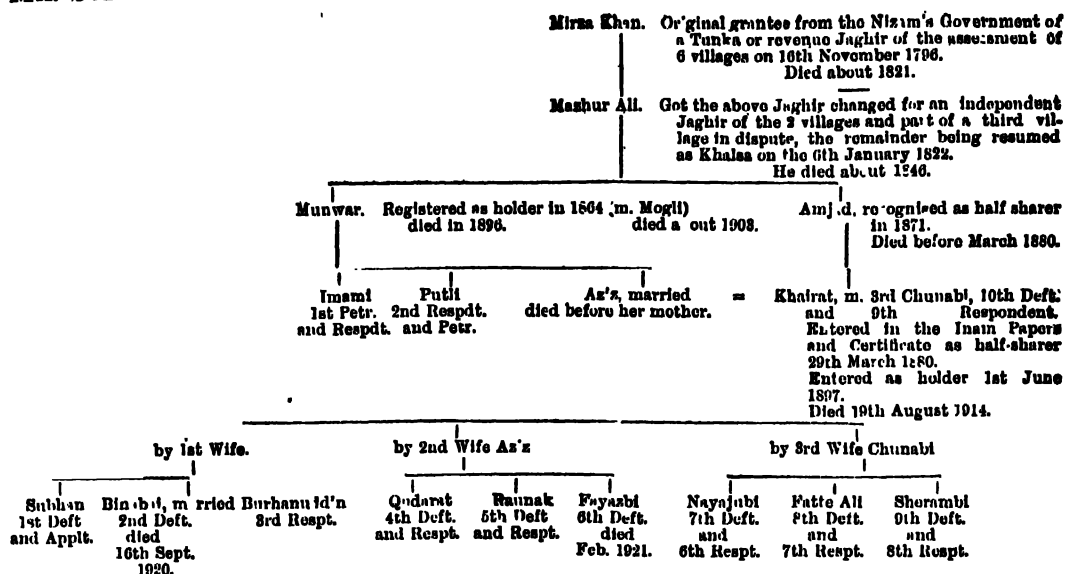 Mirza Khan. Original grantee from the Nizam's Government of
a Tunka or revenue Jaghir of the assessment of
6 villages on 16th November 1796.
Died about 1821.
Mashur Ali. Got the above Jaghir changed for an independent
Jaghir of the 2 villages and part of a third vil-
lage in dispute, the remainder being resumed
as Khalsa on the 6th January 1822.
He died about 1846.
Munwar. Registered as holder in 1864 (m. Mogli)
died in 1896. died about 1903.
Amjad, recognised as half sharer
in 1871.
Died before March 1880.
Imami
1st Petr.
and Respdt.
Putli
2nd Respdt.
and Petr.
Az'z, married
died before her mother.
=
Khairat, m. 3rd Chunabi, 10th Deft.
and 9th Respondent.
Entered in the Inam Papers
and Certificate as half-sharer
29th March 1880.
Entered as holder 1st June
1897.
Died 19th August 1914.
by 1st Wife.
by 2nd Wife Az'z
by 3rd Wife Chunabi
Subhan
1st Deft
and Applt.
married Burhanuid'n
2nd Deft.
died
16th Sept.
1920.
3rd Respt.
Qudarat
4th Deft.
and Respt.
Raunak
5th Deft
and Respt.
Fayazbi
6th Deft.
died
Feb. 1921.
Nayajubi
7th Deft.
and
6th Respt.
Fatte Ali
8th Deft.
and
7th Respt.
Sherambi
9th Deft.
and
8th Respt.